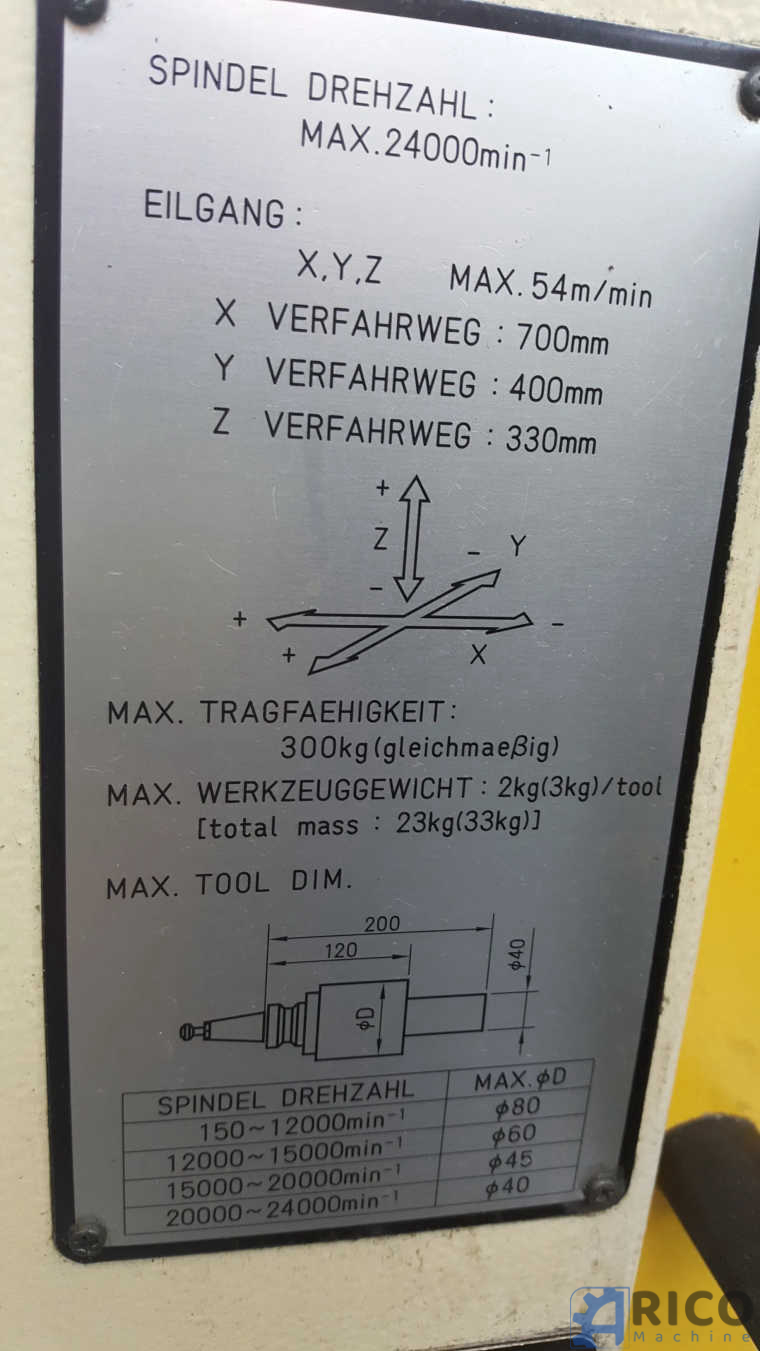 SPINDEL DREHZAHL :
MAX.24000min⁻¹
EILGANG :
X,Y,Z MAX.54m/min
X VERFAHRWEG : 700mm
Y VERFAHRWEG : 400mm
Z VERFAHRWEG : 330mm
+
Z
- Y
-
+ -
+ X
MAX. TRAGFAEHIGKEIT:
300kg(gleichmaeßig)
MAX. WERKZEUGGEWICHT : 2kg(3kg)/tool
[total mass : 23kg(33kg)]
MAX. TOOL DIM.
200
120
φ40
φD
SPINDEL DREHZAHL MAX.φD
150~12000min⁻¹ φ80
12000~15000min⁻¹ φ60
15000~20000min⁻¹ φ45
20000~24000min⁻¹ φ40
ARICO
Machine